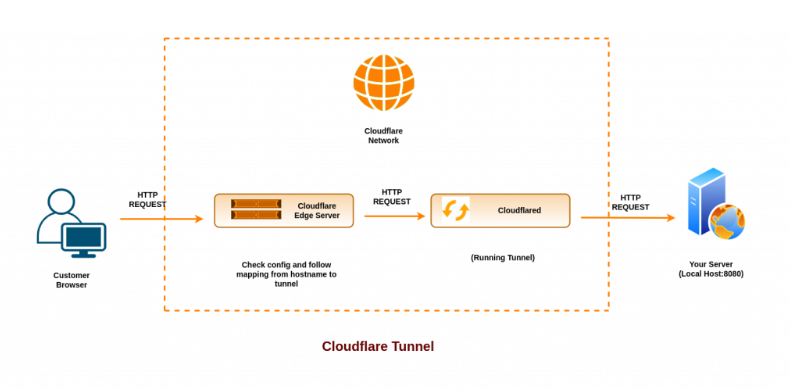 Cloudflare
Network
HTTP
REQUEST
Cloudflare
Edge Server
HTTP
REQUEST
Cloudflared
HTTP
REQUEST
Customer
Browser
Check config and follow
mapping from hostname to
tunnel
(Running Tunnel)
Your Server
(Local Host:8080)
Cloudflare Tunnel